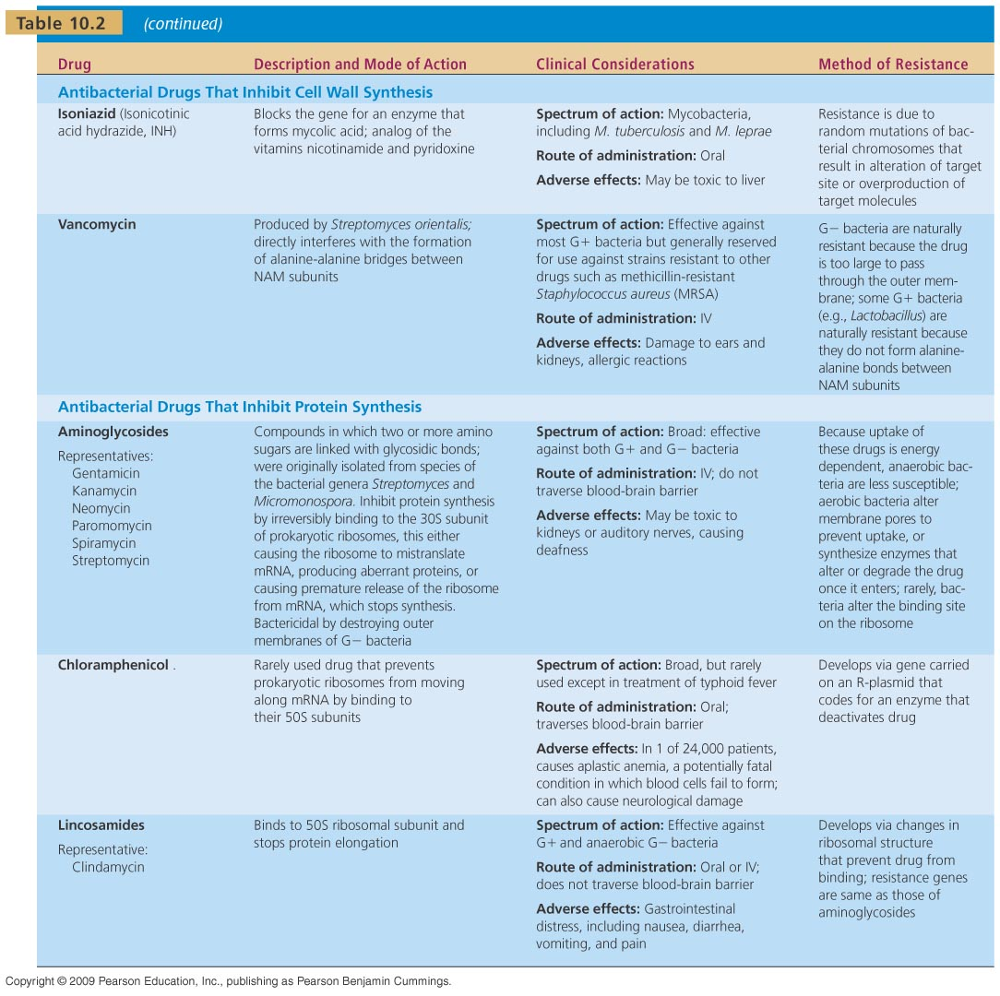 Table 10.2 (continued)
Drug Description and Mode of Action Clinical Considerations Method of Resistance
Antibacterial Drugs That Inhibit Cell Wall Synthesis
Isoniazid (Isonicotinic
acid hydrazide, INH)
Blocks the gene for an enzyme that
forms mycolic acid; analog of the
vitamins nicotinamide and pyridoxine
Spectrum of action: Mycobacteria,
including M. tuberculosis and M. leprae
Route of administration: Oral
Adverse effects: May be toxic to liver
Resistance is due to
random mutations of bac-
terial chromosomes that
result in alteration of target
site or overproduction of
target molecules
Vancomycin
Produced by Streptomyces orientalis;
directly interferes with the formation
of alanine-alanine bridges between
NAM subunits
Spectrum of action: Effective against
most G+ bacteria but generally reserved
for use against strains resistant to other
drugs such as methicillin-resistant
Staphylococcus aureus (MRSA)
Route of administration: IV
Adverse effects: Damage to ears and
kidneys, allergic reactions
G− bacteria are naturally
resistant because the drug
is too large to pass
through the outer mem-
brane; some G+ bacteria
(e.g., Lactobacillus) are
naturally resistant because
they do not form alanine-
alanine bonds between
NAM subunits
Antibacterial Drugs That Inhibit Protein Synthesis
Aminoglycosides
Representatives:
Gentamicin
Kanamycin
Neomycin
Paromomycin
Spiramycin
Streptomycin
Compounds in which two or more amino
sugars are linked with glycosidic bonds;
were originally isolated from species of
the bacterial genera Streptomyces and
Micromonospora. Inhibit protein synthesis
by irreversibly binding to the 30S subunit
of prokaryotic ribosomes, this either
causing the ribosome to mistranslate
mRNA, producing aberrant proteins, or
causing premature release of the ribosome
from mRNA, which stops synthesis.
Bactericidal by destroying outer
membranes of G− bacteria
Spectrum of action: Broad: effective
against both G+ and G− bacteria
Route of administration: IV; do not
traverse blood-brain barrier
Adverse effects: May be toxic to
kidneys or auditory nerves, causing
deafness
Because uptake of
these drugs is energy
dependent, anaerobic bac-
teria are less susceptible;
aerobic bacteria alter
membrane pores to
prevent uptake, or
synthesize enzymes that
alter or degrade the drug
once it enters; rarely, bac-
teria alter the binding site
on the ribosome
Chloramphenicol .
Rarely used drug that prevents
prokaryotic ribosomes from moving
along mRNA by binding to
their 50S subunits
Spectrum of action: Broad, but rarely
used except in treatment of typhoid fever
Route of administration: Oral;
traverses blood-brain barrier
Adverse effects: In 1 of 24,000 patients,
causes aplastic anemia, a potentially fatal
condition in which blood cells fail to form;
can also cause neurological damage
Develops via gene carried
on an R-plasmid that
codes for an enzyme that
deactivates drug
Lincosamides
Representative:
Clindamycin
Binds to 50S ribosomal subunit and
stops protein elongation
Spectrum of action: Effective against
G+ and anaerobic G− bacteria
Route of administration: Oral or IV;
does not traverse blood-brain barrier
Adverse effects: Gastrointestinal
distress, including nausea, diarrhea,
vomiting, and pain
Develops via changes in
ribosomal structure
that prevent drug from
binding; resistance genes
are same as those of
aminoglycosides
Copyright © 2009 Pearson Education, Inc., publishing as Pearson Benjamin Cummings.